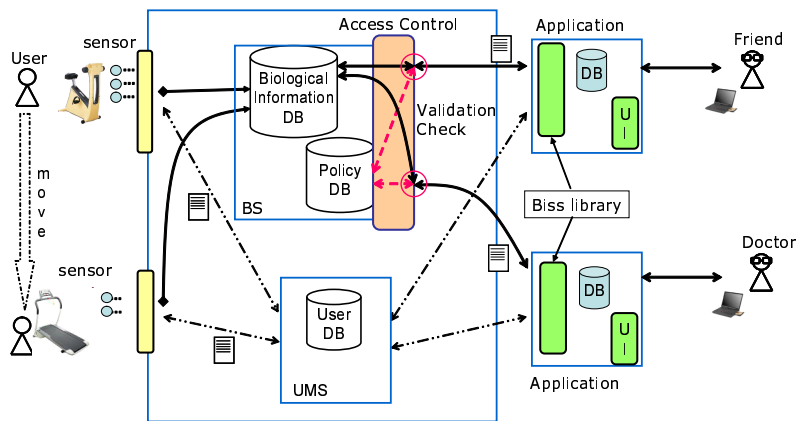 Access Control
Application
Friend
User
sensor
Biological
Information
DB
DB
U
I
Validation
Check
m
o
v
e
Policy
DB
BS
Biss library
Doctor
sensor
User
DB
UMS
DB
U
I
Application